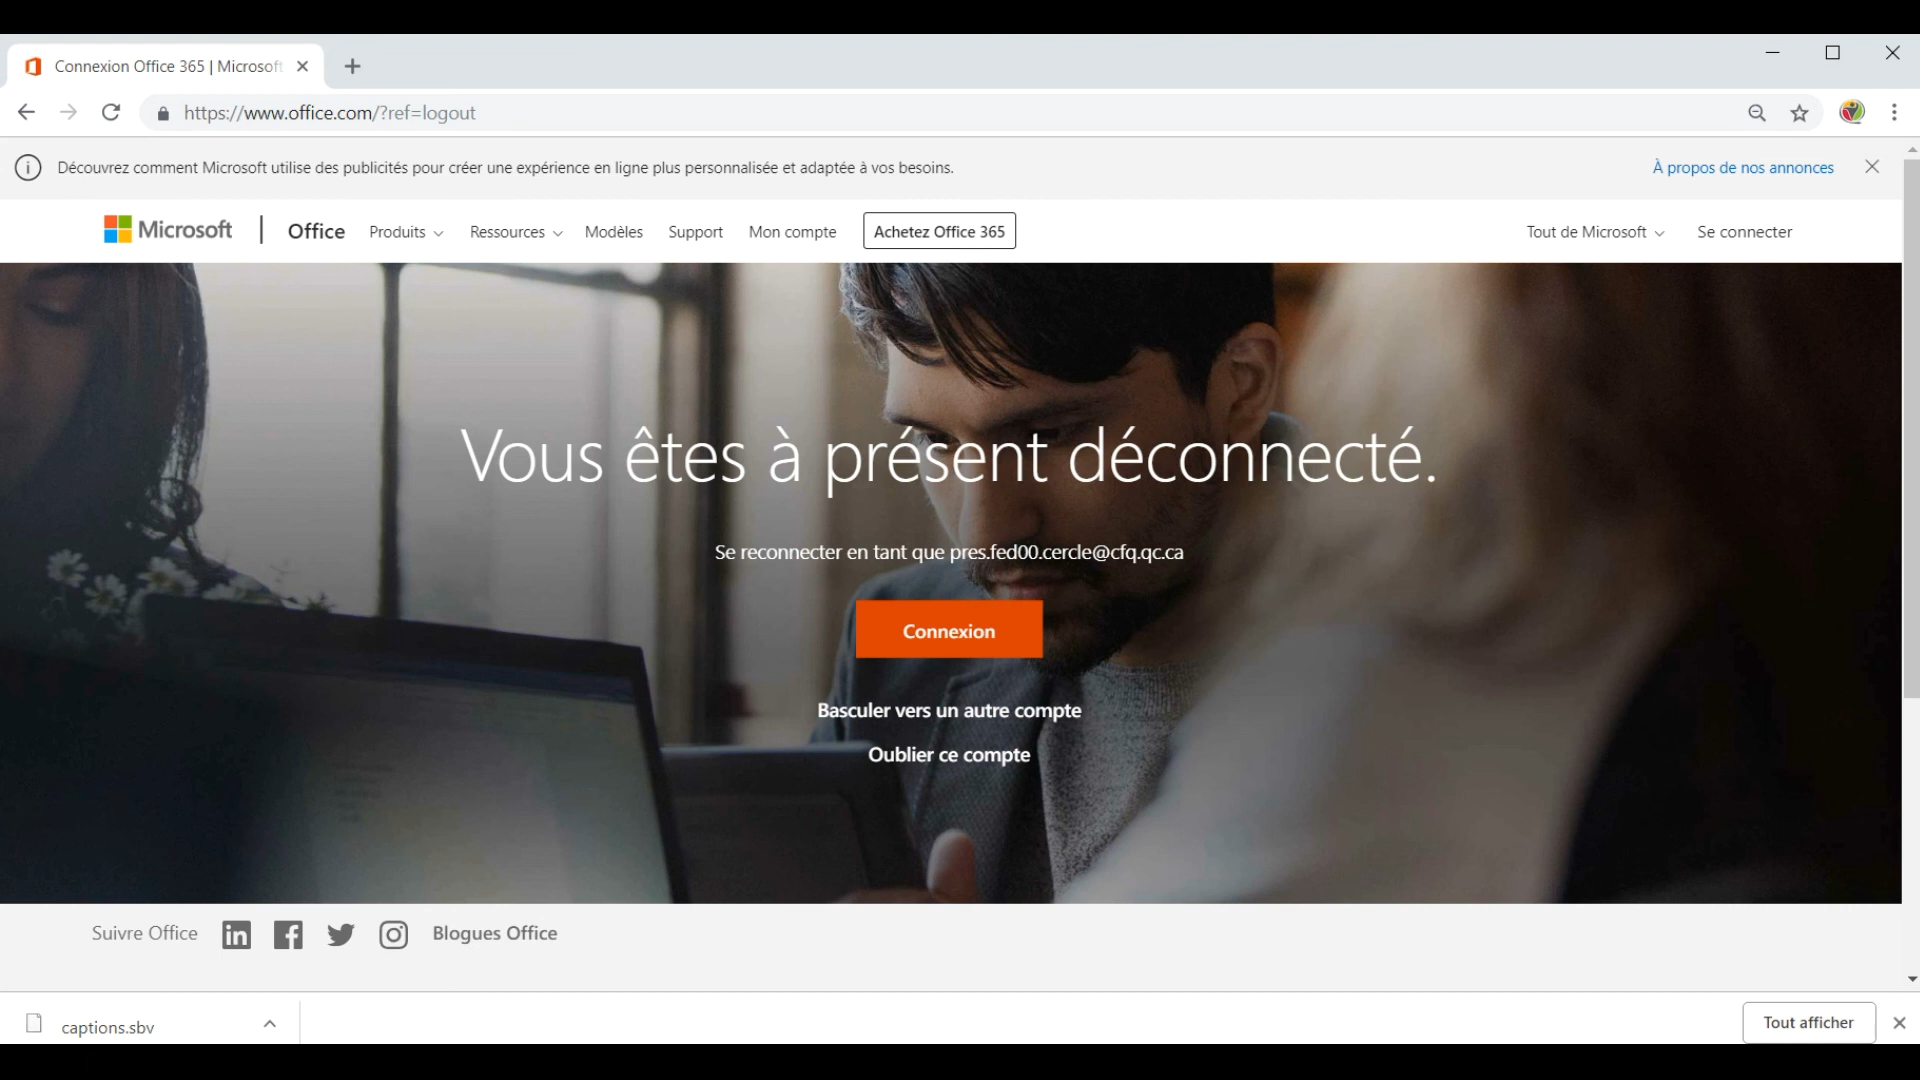 Connexion Office 365 | Microsoft
https://www.office.com/?ref=logout
Découvrez comment Microsoft utilise des publicités pour créer une expérience en ligne plus personnalisée et adaptée à vos besoins.
À propos de nos annonces
Microsoft | Office Produits Ressources Modèles Support Mon compte Achetez Office 365 Tout de Microsoft Se connecter
Vous êtes à présent déconnecté.
Se reconnecter en tant que pres.fed00.cercle@cfq.qc.ca
Connexion
Basculer vers un autre compte
Oublier ce compte
Suivre Office Blogues Office
captions.sbv
Tout afficher